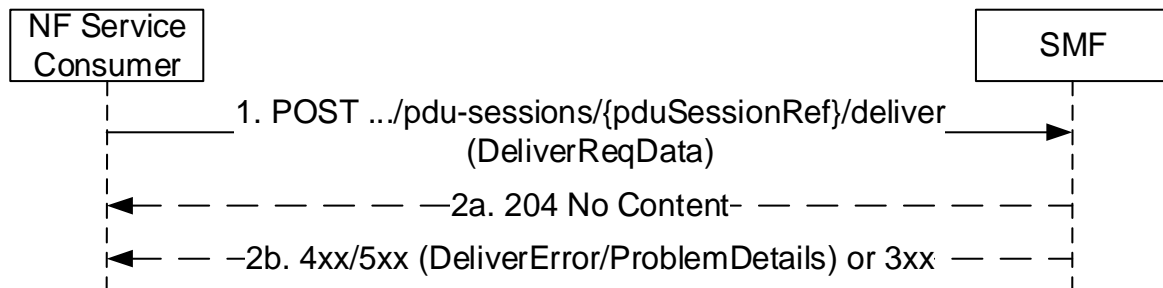 NF Service
Consumer
SMF
1. POST .../pdu-sessions/{pduSessionRef}/deliver
(DeliverReqData)
2a. 204 No Content
2b. 4xx/5xx (DeliverError/ProblemDetails) or 3xx